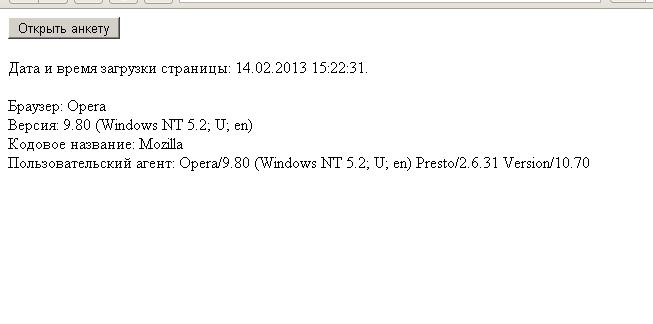 Открыть анкету
Дата и время загрузки страницы: 14.02.2013 15:22:31.
Браузер: Opera
Версия: 9.80 (Windows NT 5.2; U; en)
Кодовое название: Mozilla
Пользовательский агент: Opera/9.80 (Windows NT 5.2; U; en) Presto/2.6.31 Version/10.70